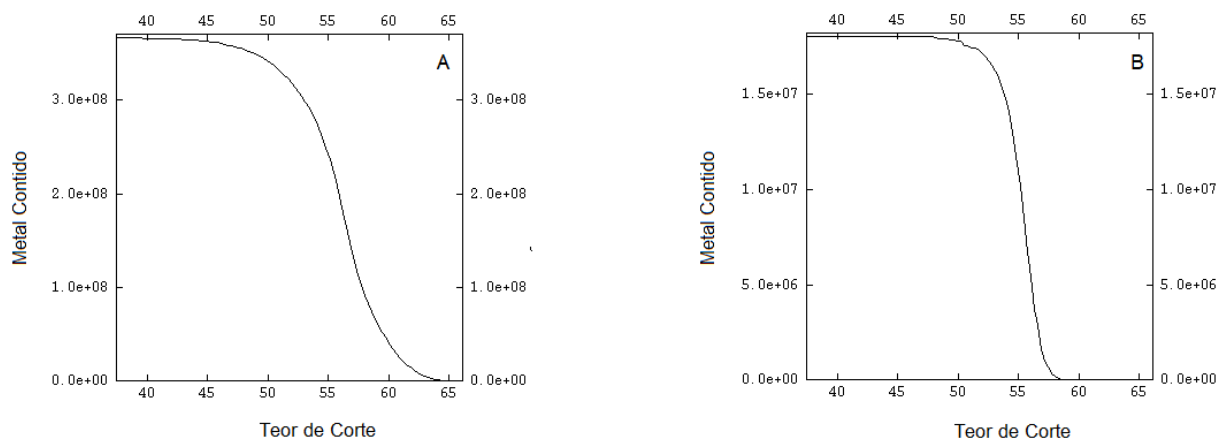 40 45 50 55 60 65
A
3.0e+08 3.0e+08
2.0e+08 2.0e+08
1.0e+08 1.0e+08
0.0e+00 0.0e+00
40 45 50 55 60 65
Metal Contido
Teor de Corte
40 45 50 55 60 65
B
1.5e+07 1.5e+07
1.0e+07 1.0e+07
5.0e+06 5.0e+06
0.0e+00 0.0e+00
40 45 50 55 60 65
Metal Contido
Teor de Corte